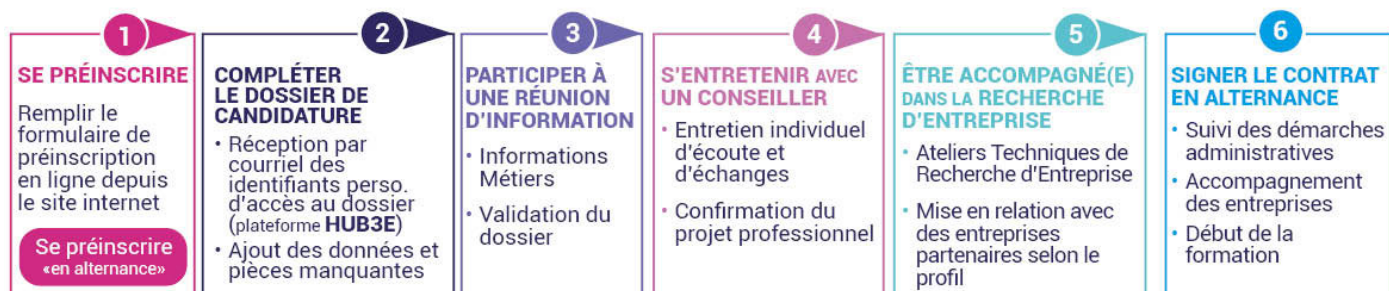 1
SE PRÉINSCRIRE
Remplir le
formulaire de
préinscription
en ligne depuis
le site internet
Se préinscrire
«en alternance»
2
COMPLÉTER
LE DOSSIER DE
CANDIDATURE
• Réception par
courriel des
identifiants perso.
d'accès au dossier
(plateforme HUB3E)
• Ajout des données et
pièces manquantes
3
PARTICIPER À
UNE RÉUNION
D'INFORMATION
• Informations
Métiers
• Validation du
dossier
4
S'ENTRETENIR AVEC
UN CONSEILLER
• Entretien individuel
d'écoute et
d'échanges
• Confirmation du
projet professionnel
5
ÊTRE ACCOMPAGNÉ(E)
DANS LA RECHERCHE
D'ENTREPRISE
• Ateliers Techniques de
Recherche d'Entreprise
• Mise en relation avec
des entreprises
partenaires selon le
profil
6
SIGNER LE CONTRAT
EN ALTERNANCE
• Suivi des démarches
administratives
• Accompagnement
des entreprises
• Début de la
formation